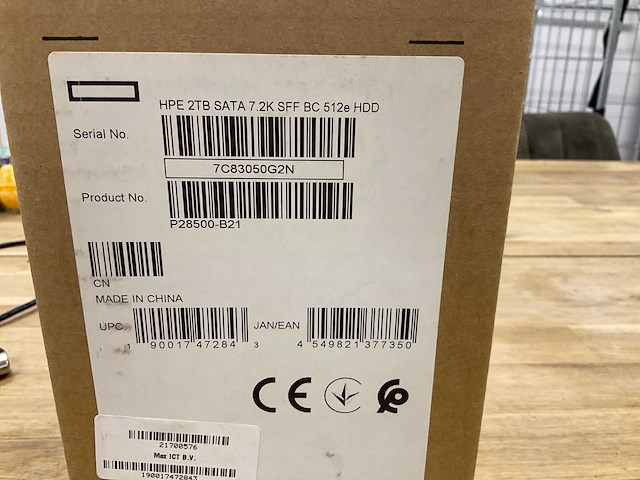 HPE 2TB SATA 7.2K SFF BC 512e HDD
Serial No.
7C83050G2N
Product No.
P28500-B21
CN
MADE IN CHINA
UPC
1 90017 47284 3
JAN/EAN
4 549821 377350
CE
21700576
Max ICT B.V.
190017472843